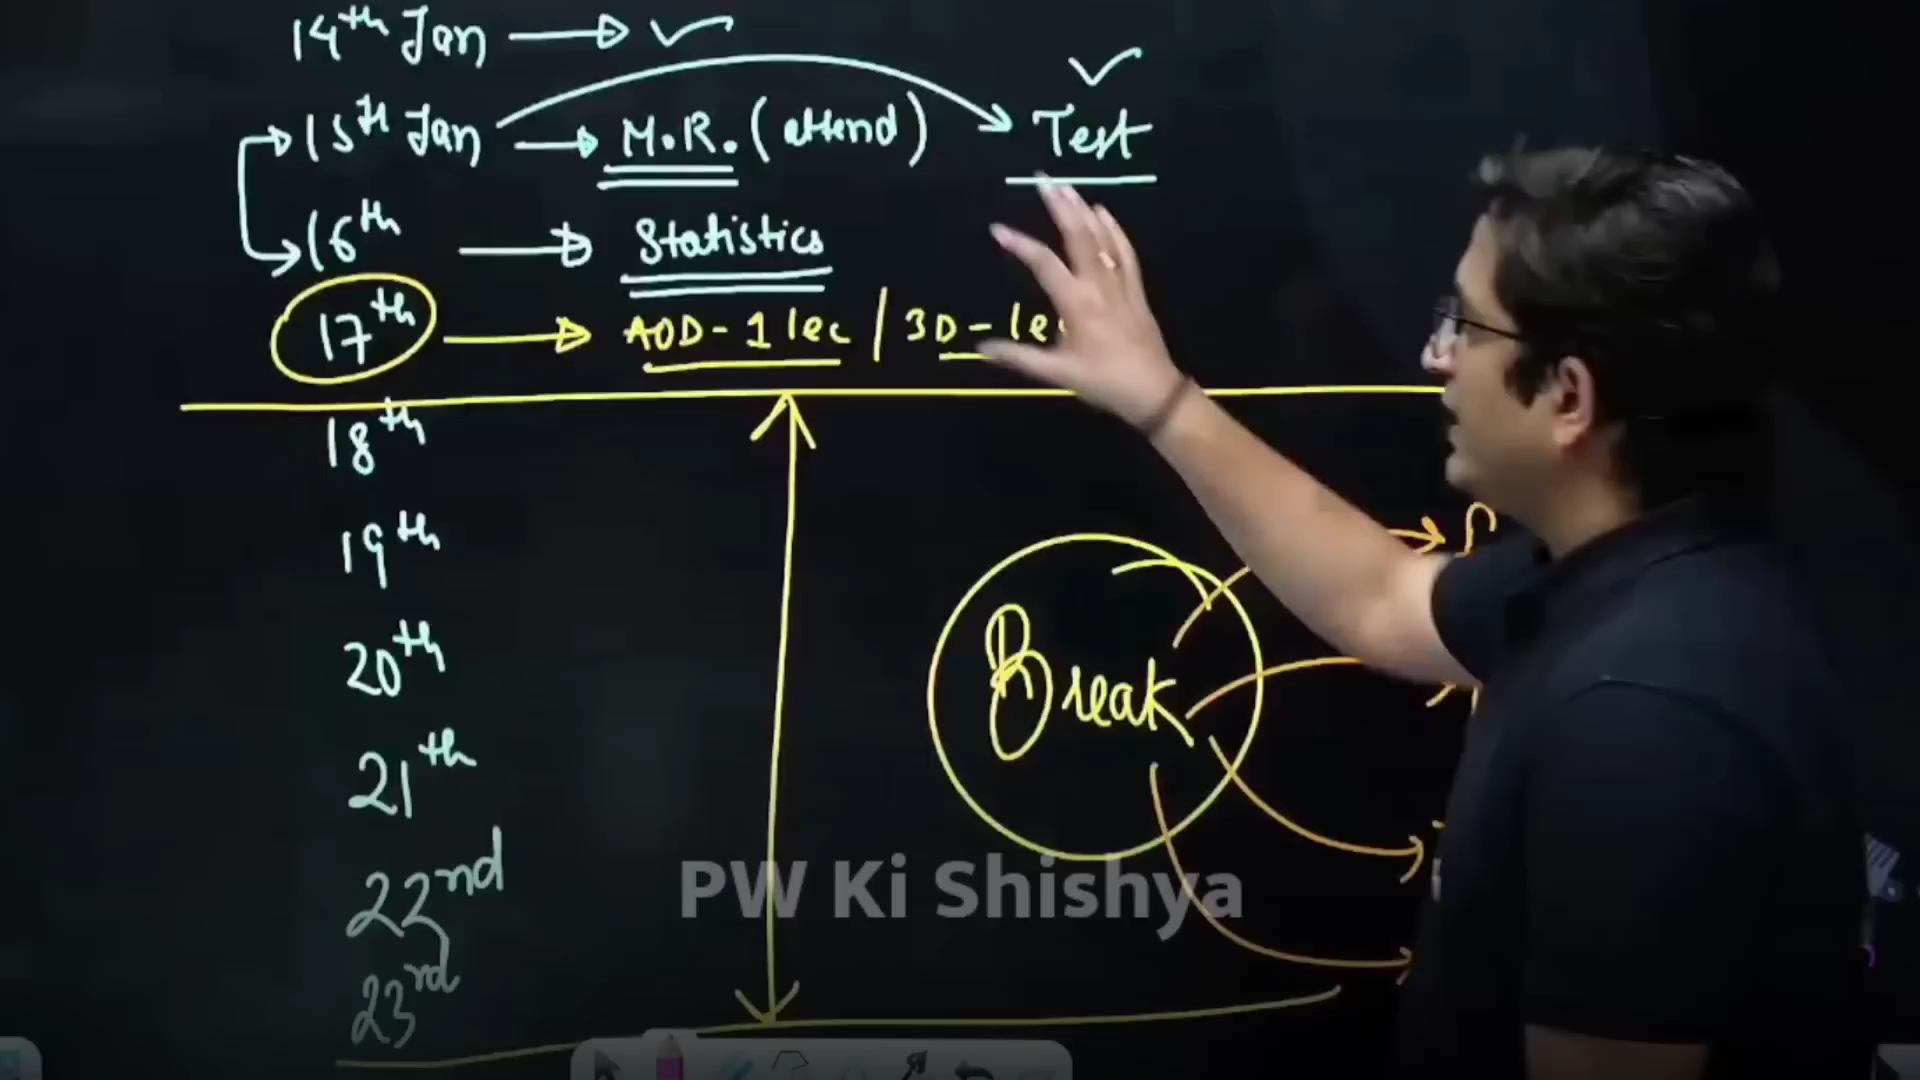 14th Jan → ✓
15th Jan → M.R. (attend) → Test ✓
16th → Statistics
17th → AOD - 1 lec / 3D - le
18th
19th
20th
21th
Break
22nd
23rd
PW Ki Shishya